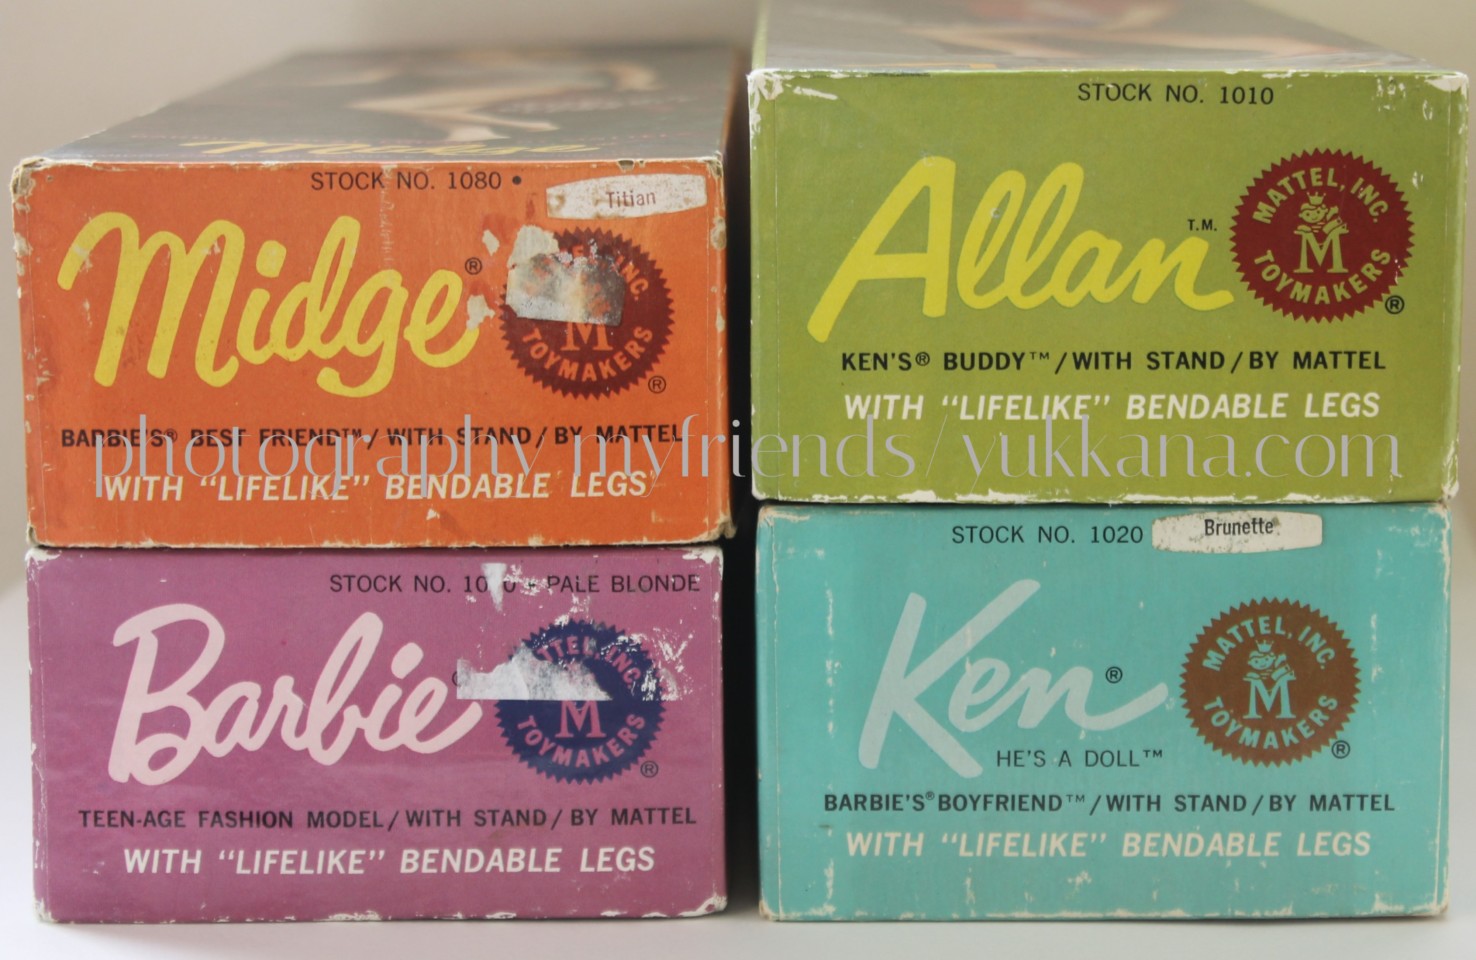 STOCK NO. 1080 •
Titian
Midge®
INC.
M
TOYMAKERS
®
BARBIE'S® BEST FRIEND™/WITH STAND/BY MATTEL
WITH “LIFELIKE” BENDABLE LEGS
STOCK NO. 1010
Allan T.M.
MATTEL, INC.
M
TOYMAKERS
®
KEN'S® BUDDY™/WITH STAND/BY MATTEL
WITH “LIFELIKE” BENDABLE LEGS
photography myfriends/yukkana.com
STOCK NO. PALE BLONDE
Barbie
MATTEL, INC.
M
TOYMAKERS
®
TEEN-AGE FASHION MODEL/WITH STAND/BY MATTEL
WITH “LIFELIKE” BENDABLE LEGS
STOCK NO. 1020
Brunette
Ken®
HE'S A DOLL™
MATTEL, INC.
M
TOYMAKERS
®
BARBIE'S® BOYFRIEND™/WITH STAND/BY MATTEL
WITH “LIFELIKE” BENDABLE LEGS